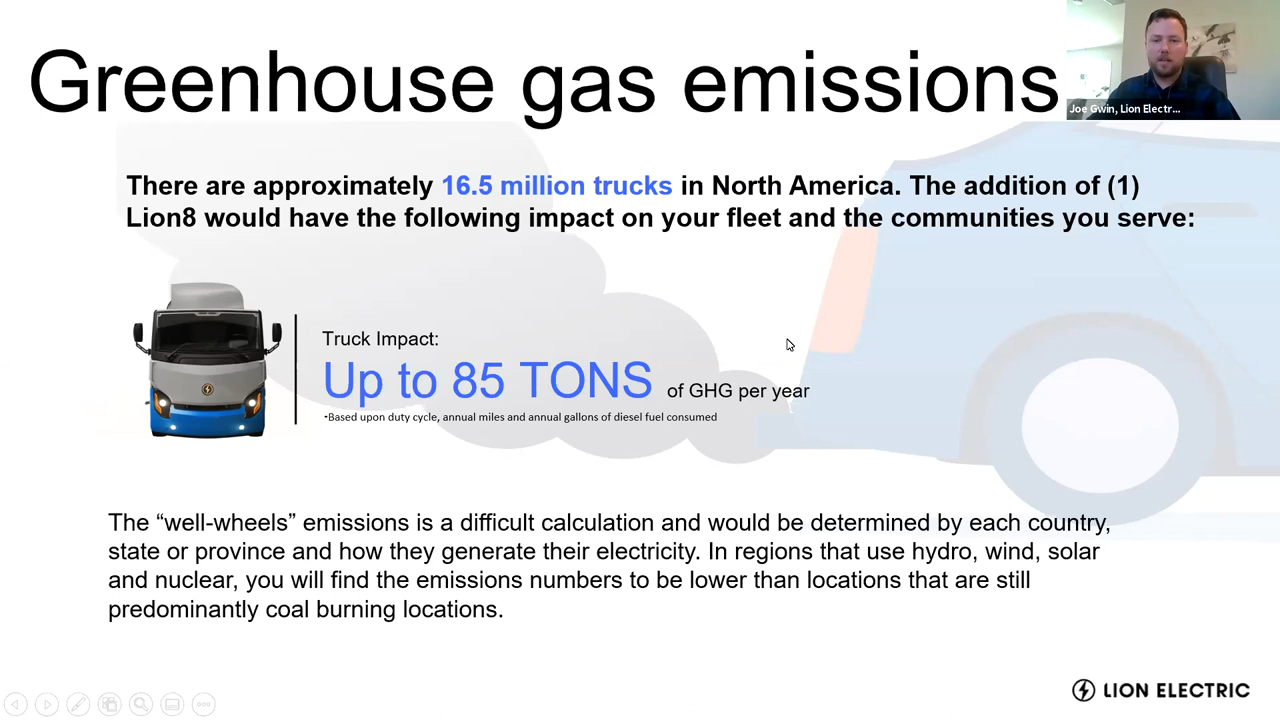 Greenhouse gas emissions
Joe Gwin, Lion Electr...
There are approximately 16.5 million trucks in North America. The addition of (1)
Lion8 would have the following impact on your fleet and the communities you serve:
Truck Impact:
Up to 85 TONS of GHG per year
•Based upon duty cycle, annual miles and annual gallons of diesel fuel consumed
The “well-wheels” emissions is a difficult calculation and would be determined by each country,
state or province and how they generate their electricity. In regions that use hydro, wind, solar
and nuclear, you will find the emissions numbers to be lower than locations that are still
predominantly coal burning locations.
LION ELECTRIC